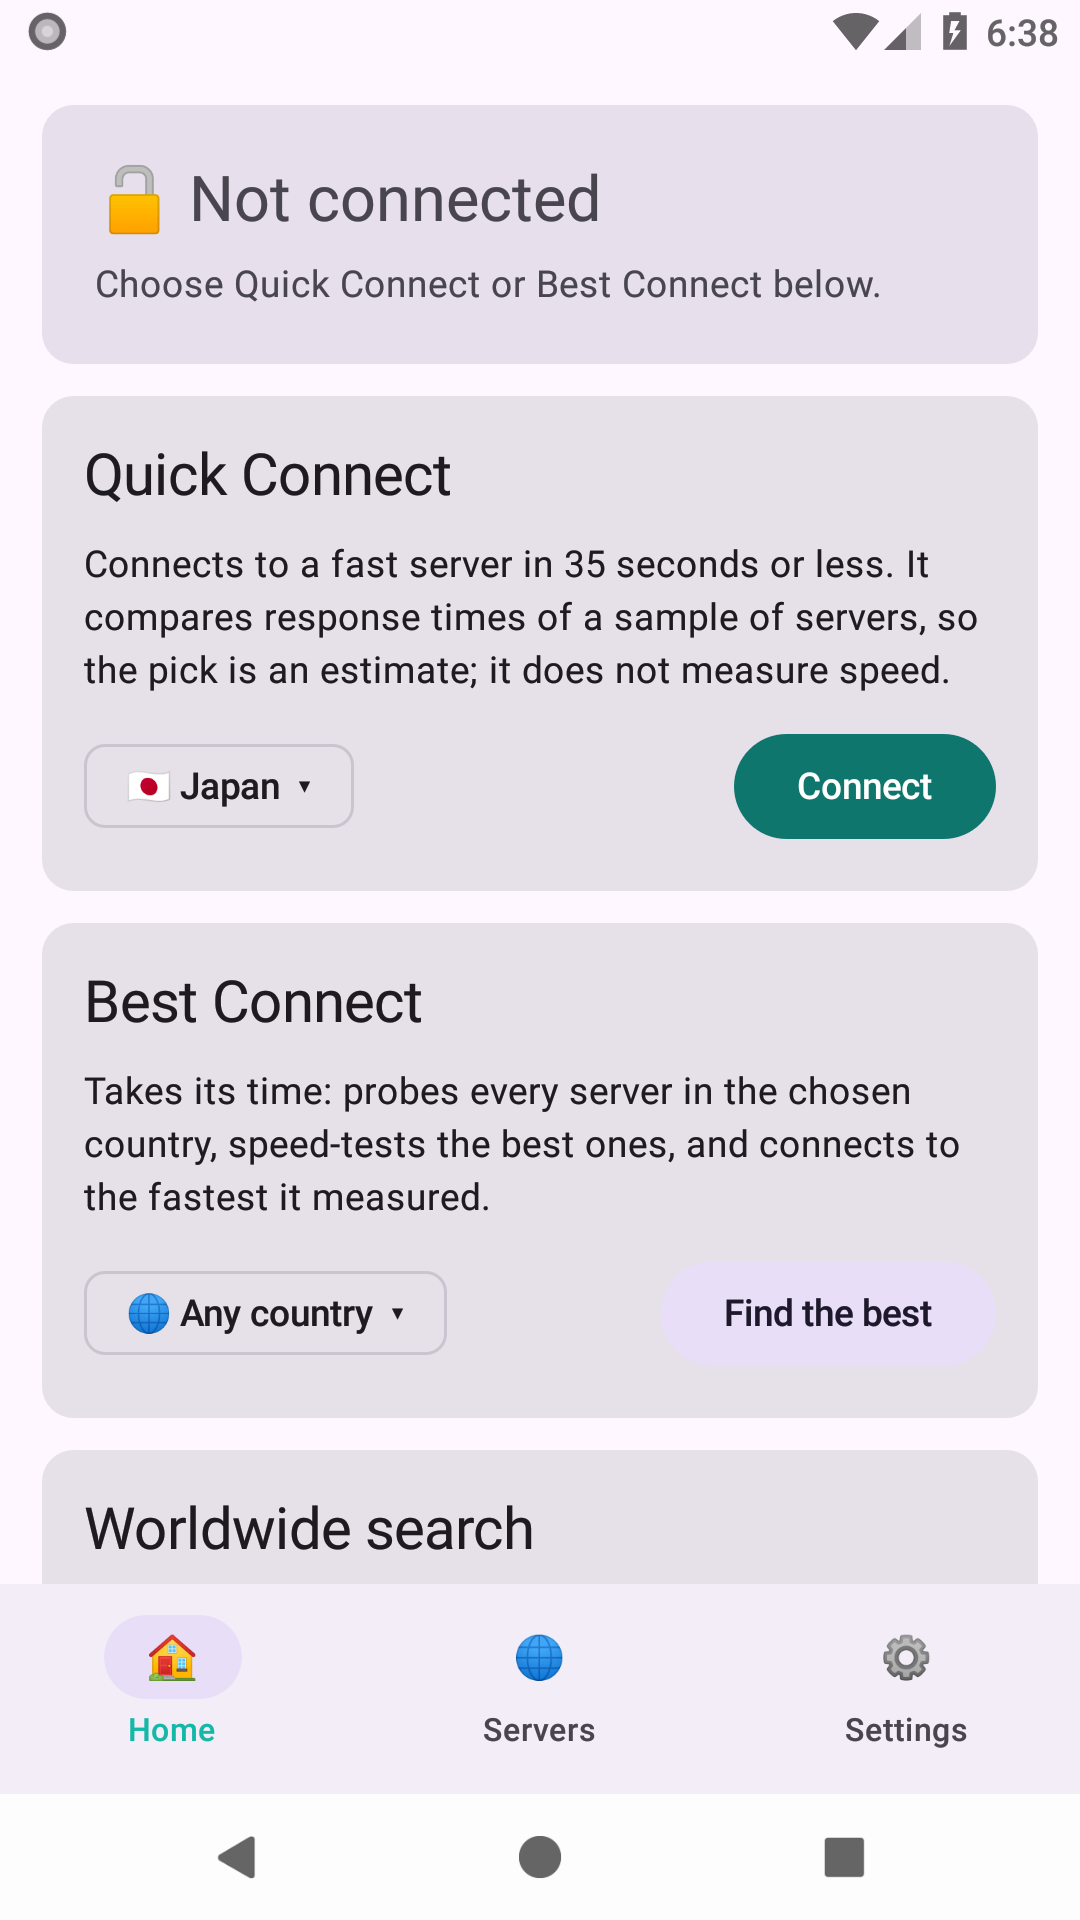 6:38
Not connected
Choose Quick Connect or Best Connect below.
Quick Connect
Connects to a fast server in 35 seconds or less. It
compares response times of a sample of servers, so
the pick is an estimate; it does not measure speed.
Japan
Connect
Best Connect
Takes its time: probes every server in the chosen
country, speed-tests the best ones, and connects to
the fastest it measured.
Any country
Find the best
Worldwide search
Home
Servers
Settings